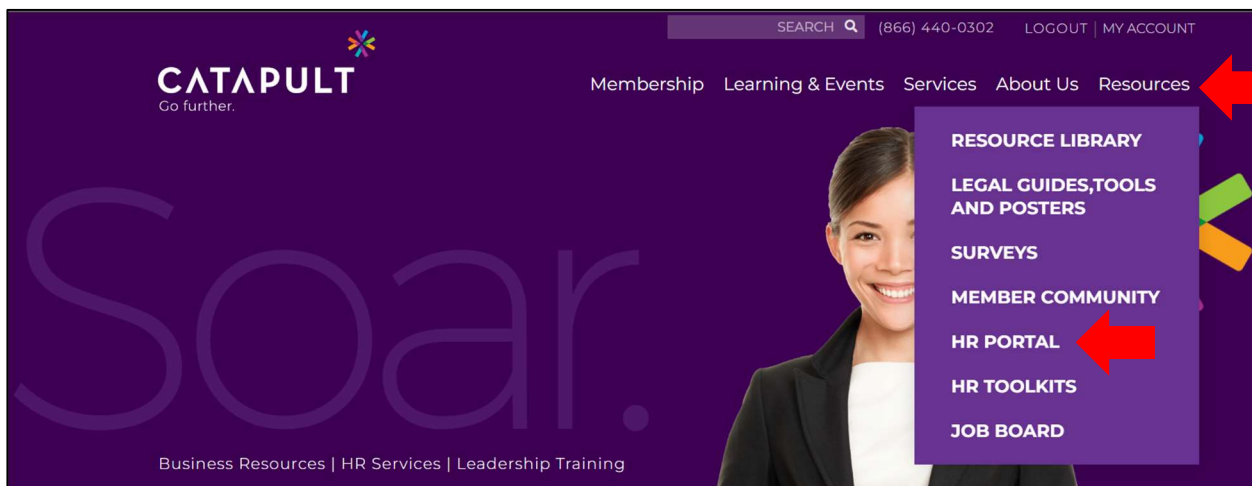 SEARCH (866) 440-0302 LOGOUT | MY ACCOUNT
CATAPULT
Go further.
Membership Learning & Events Services About Us Resources
RESOURCE LIBRARY
LEGAL GUIDES,TOOLS
AND POSTERS
SURVEYS
MEMBER COMMUNITY
HR PORTAL
HR TOOLKITS
JOB BOARD
Soar.
Business Resources | HR Services | Leadership Training